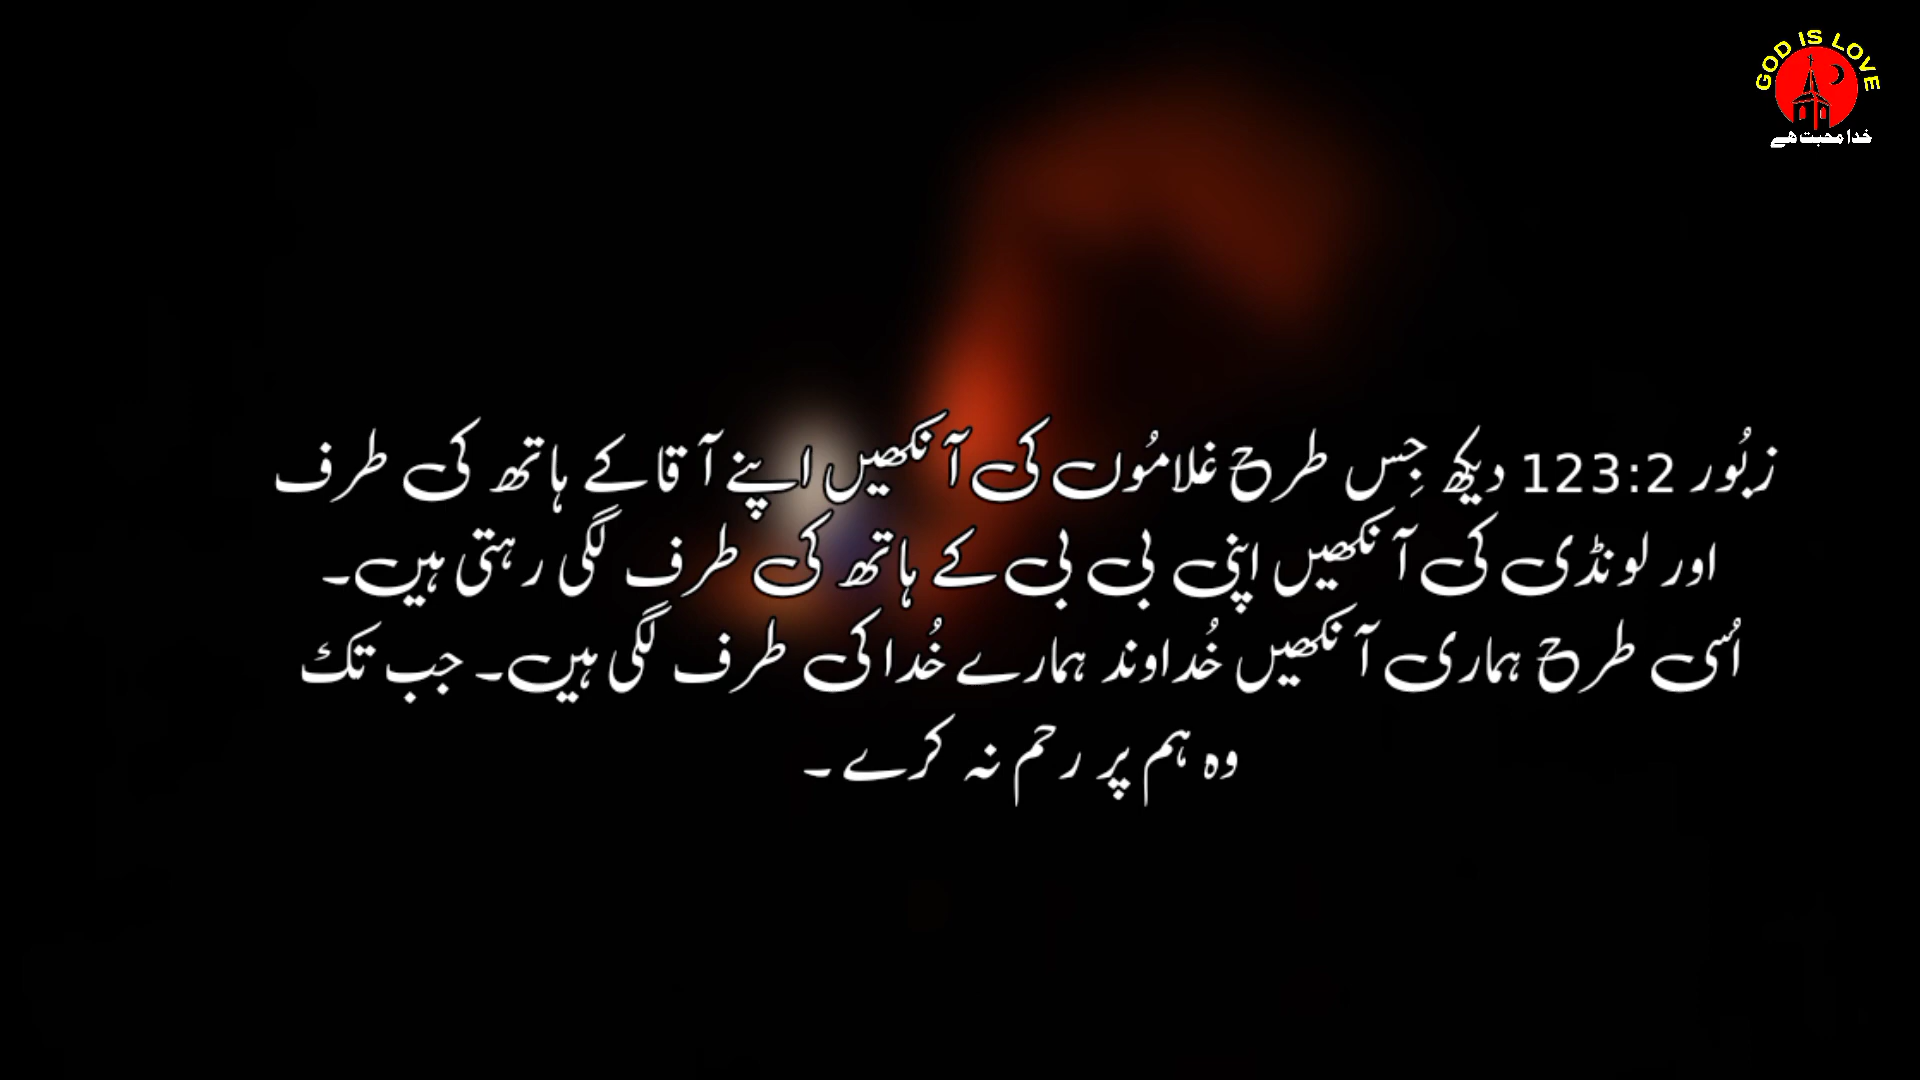 GOD IS LOVE
خدا محبت ھے
زبُور 123:2 دیکھ جِس طرح غلامُوں کی آنکھیں اپنے آقا کے ہاتھ کی طرف
اور لونڈی کی آنکھیں اپنی بی بی کے ہاتھ کی طرف لگی رہتی ہیں۔
اُسی طرح ہماری آنکھیں خُداوند ہمارے خُدا کی طرف لگی ہیں۔ جب تک
وہ ہم پر رحم نہ کرے ۔